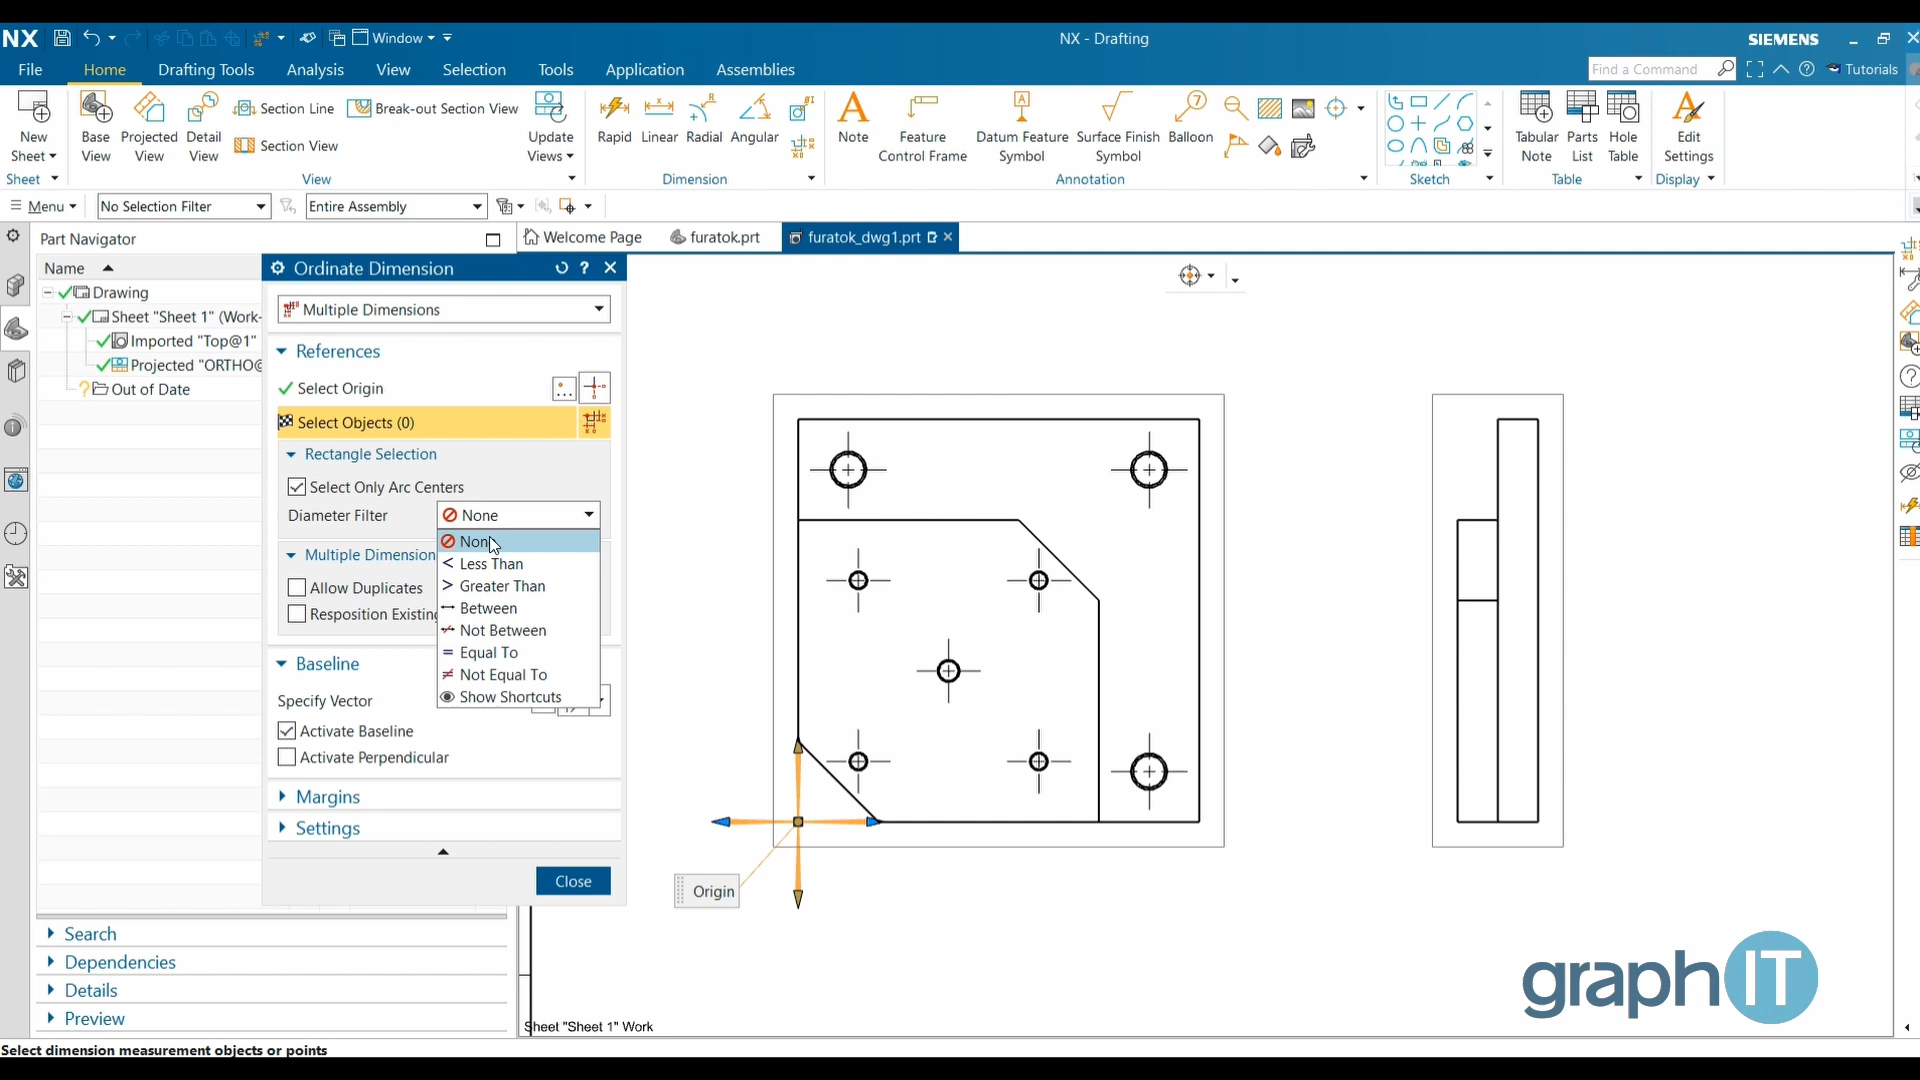 NX
Window
NX - Drafting
SIEMENS
File
Home
Drafting Tools
Analysis
View
Selection
Tools
Application
Assemblies
Find a Command
Tutorials
New
Sheet
Sheet
Base
View
Projected
View
Detail
View
Section Line
Break-out Section View
Section View
Update
Views
View
Rapid
Linear
Radial
Angular
Dimension
Note
Feature
Control Frame
Datum Feature
Symbol
Surface Finish
Symbol
Balloon
Annotation
Sketch
Tabular
Note
Parts
List
Hole
Table
Table
Edit
Settings
Display
Menu
No Selection Filter
Entire Assembly
Part Navigator
Welcome Page
furatok.prt
furatok_dwg1.prt
Name
Drawing
Sheet "Sheet 1" (Work-
Imported "Top@1"
Projected "ORTHO@
Out of Date
Ordinate Dimension
Multiple Dimensions
References
Select Origin
Select Objects (0)
Rectangle Selection
Select Only Arc Centers
Diameter Filter
None
None
Less Than
Greater Than
Between
Not Between
Equal To
Not Equal To
Show Shortcuts
Multiple Dimension
Allow Duplicates
Resposition Existing
Baseline
Specify Vector
Activate Baseline
Activate Perpendicular
Margins
Settings
Close
Origin
Search
Dependencies
Details
Preview
Sheet "Sheet 1" Work
graphIT
Select dimension measurement objects or points